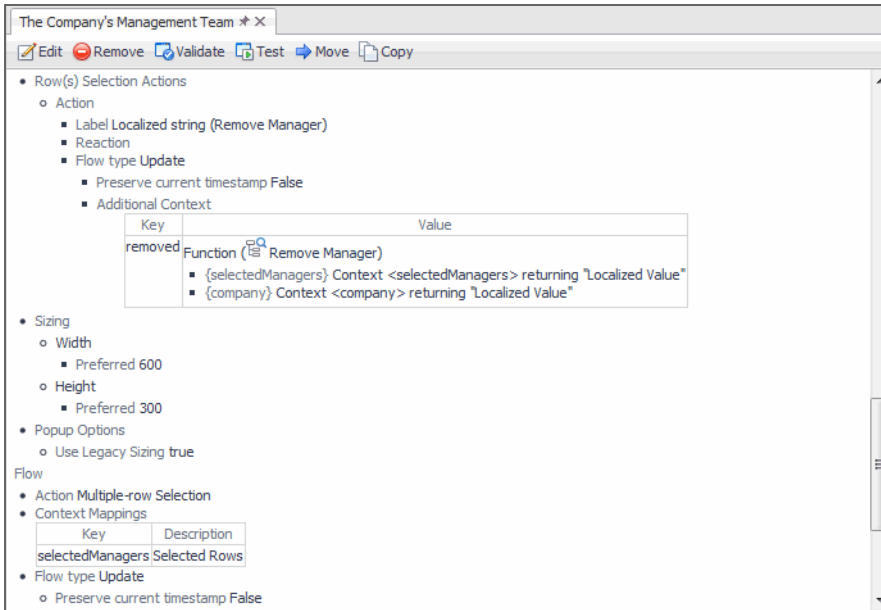 The Company's Management Team
Edit Remove Validate Test Move Copy
Row(s) Selection Actions
Action
Label Localized string (Remove Manager)
Reaction
Flow type Update
Preserve current timestamp False
Additional Context
Key Value
removed Function ( Remove Manager)
{selectedManagers} Context <selectedManagers> returning "Localized Value"
{company} Context <company> returning "Localized Value"
Sizing
Width
Preferred 600
Height
Preferred 300
Popup Options
Use Legacy Sizing true
Flow
Action Multiple-row Selection
Context Mappings
Key Description
selectedManagers Selected Rows
Flow type Update
Preserve current timestamp False